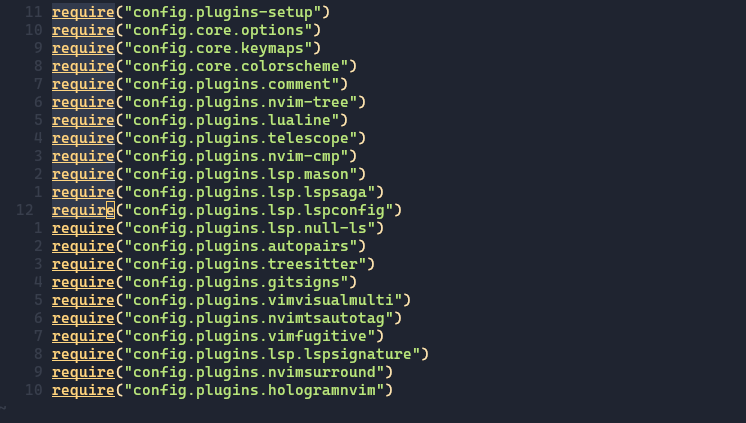 11 require("config.plugins-setup")
10 require("config.core.options")
9 require("config.core.keymaps")
8 require("config.core.colorscheme")
7 require("config.plugins.comment")
6 require("config.plugins.nvim-tree")
5 require("config.plugins.lualine")
4 require("config.plugins.telescope")
3 require("config.plugins.nvim-cmp")
2 require("config.plugins.lsp.mason")
1 require("config.plugins.lsp.lspsaga")
12 require("config.plugins.lsp.lspconfig")
1 require("config.plugins.lsp.null-ls")
2 require("config.plugins.autopairs")
3 require("config.plugins.treesitter")
4 require("config.plugins.gitsigns")
5 require("config.plugins.vimvisualmulti")
6 require("config.plugins.nvimtsautotag")
7 require("config.plugins.vimfugitive")
8 require("config.plugins.lsp.lspsignature")
9 require("config.plugins.nvimsurround")
10 require("config.plugins.hologramnvim")
~